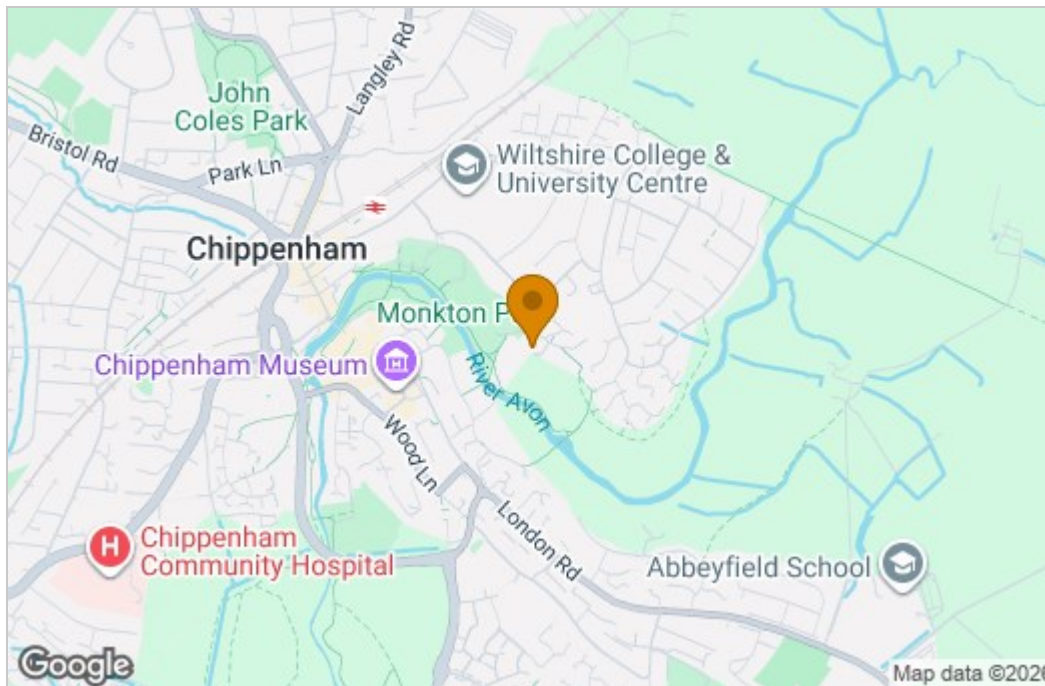 John
Coles Park
Langley Rd
Bristol Rd
Park Ln
Wiltshire College &
University Centre
Chippenham
Monkton P
Chippenham Museum
River Avon
Wood Ln
London Rd
H
Chippenham
Community Hospital
Abbeyfield School
Google
Map data ©2026